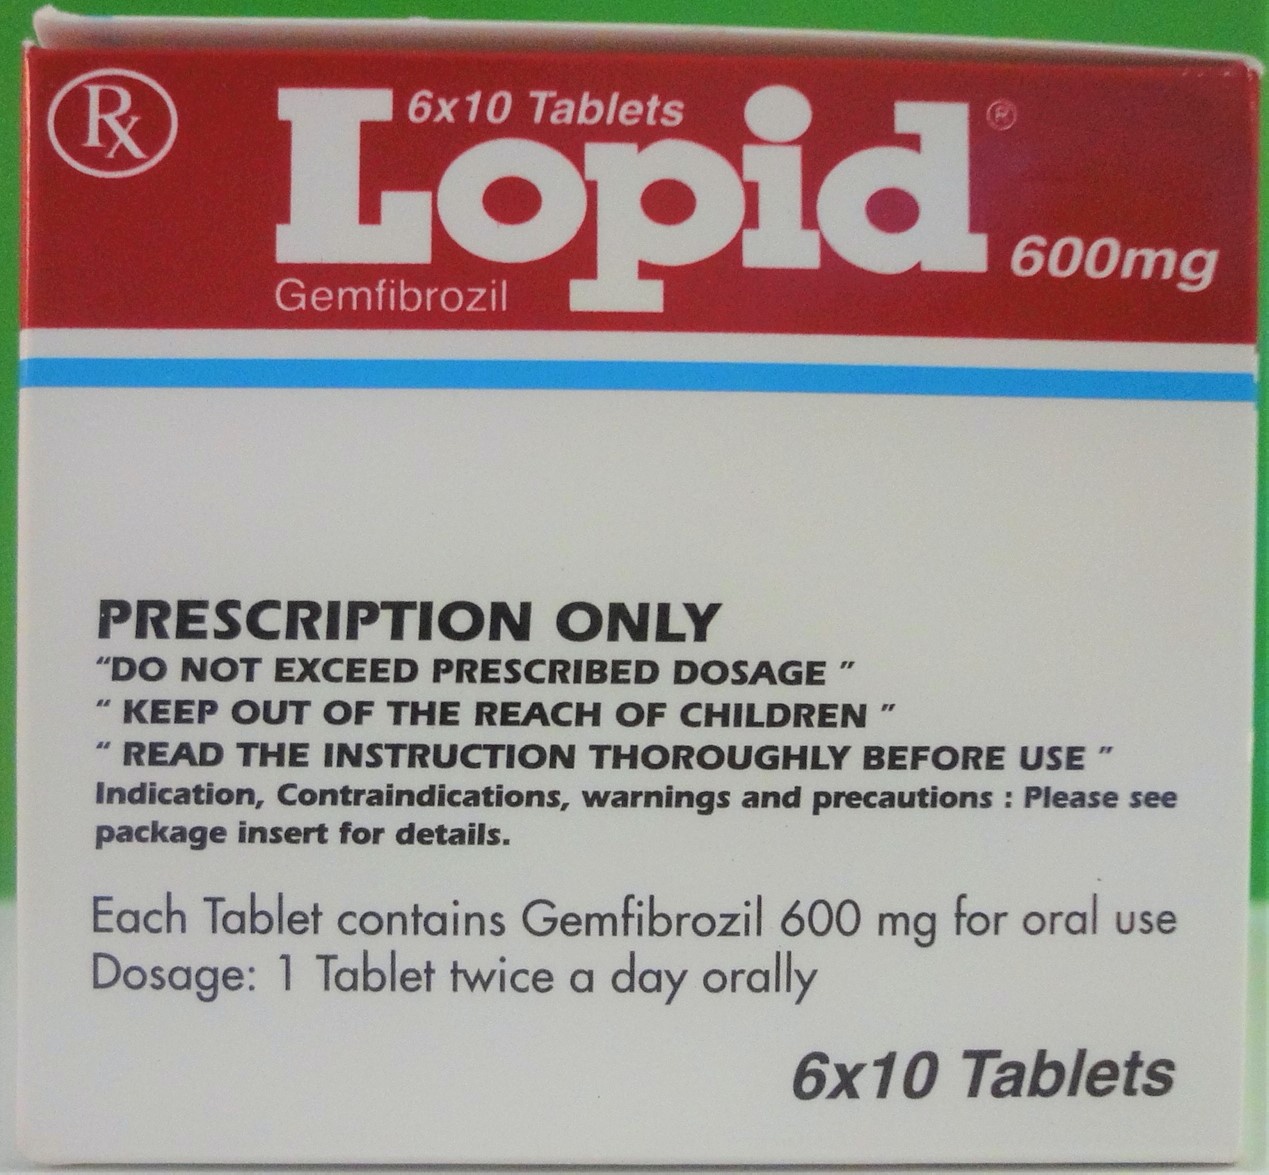 Rx
6x10 Tablets
Lopid®
600mg
Gemfibrozil
PRESCRIPTION ONLY
“DO NOT EXCEED PRESCRIBED DOSAGE ”
“ KEEP OUT OF THE REACH OF CHILDREN ”
“ READ THE INSTRUCTION THOROUGHLY BEFORE USE ”
Indication, Contraindications, warnings and precautions : Please see
package insert for details.
Each Tablet contains Gemfibrozil 600 mg for oral use
Dosage: 1 Tablet twice a day orally
6x10 Tablets